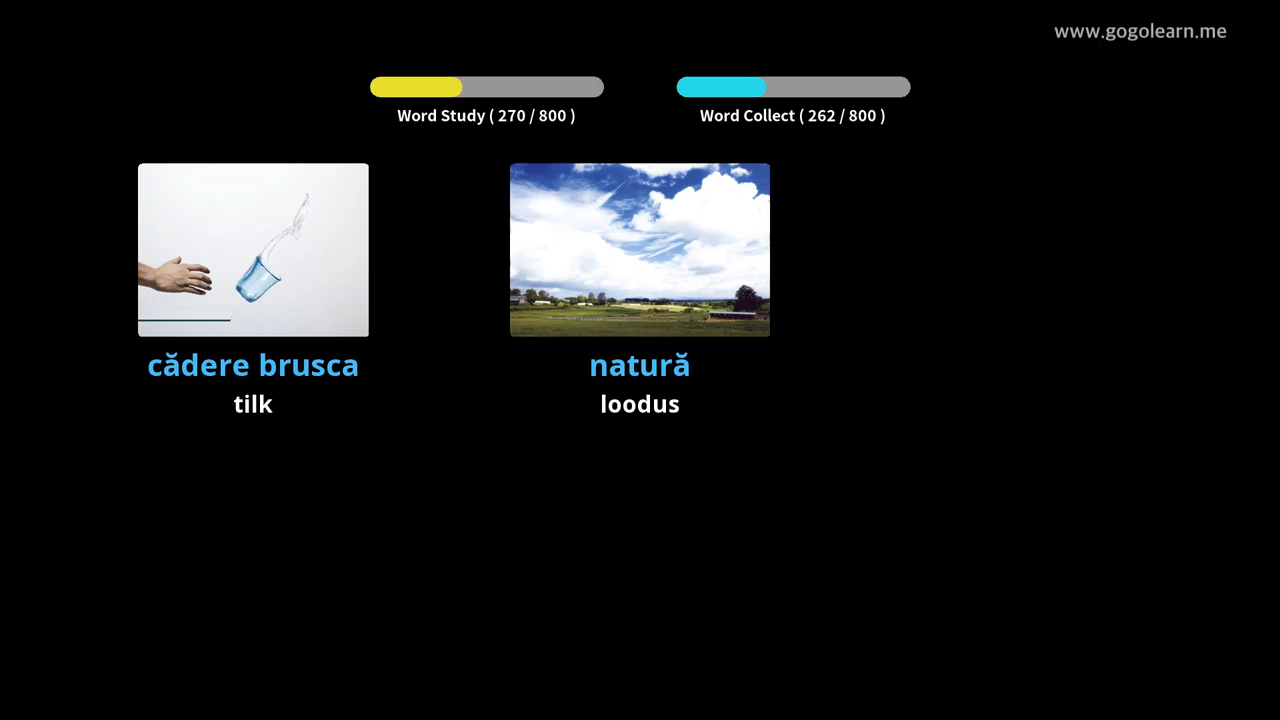 www.gogolearn.me
Word Study ( 270 / 800 )
Word Collect ( 262 / 800 )
cădere brusca
tilk
natură
loodus